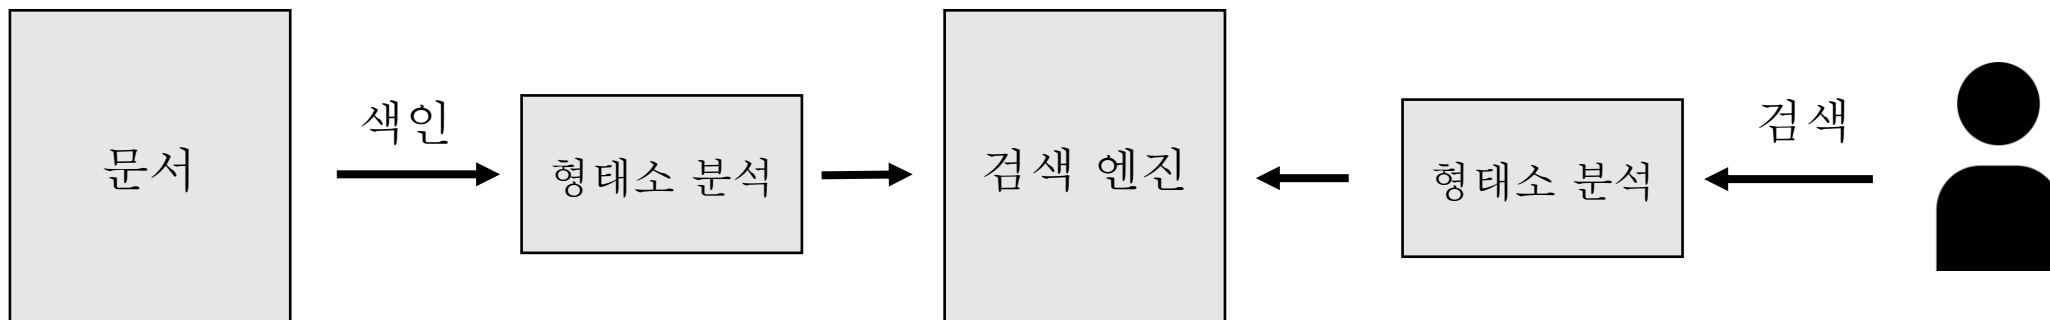 문서
색인
형태소 분석
검색 엔진
형태소 분석
검색